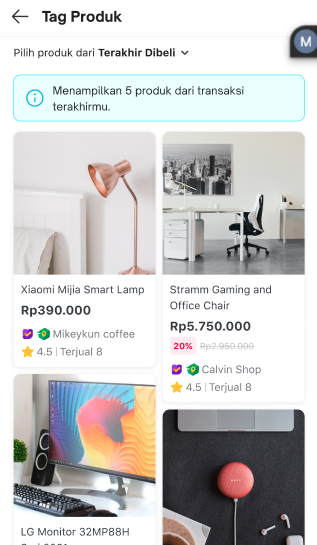 Tag Produk
M
Pilih produk dari Terakhir Dibeli
Menampilkan 5 produk dari transaksi
terakhirmu.
Xiaomi Mijia Smart Lamp
Rp390.000
Mikeykun coffee
4.5 | Terjual 8
Stramm Gaming and
Office Chair
Rp5.750.000
20% Rp2.950.000
Calvin Shop
4.5 | Terjual 8
LG Monitor 32MP88H